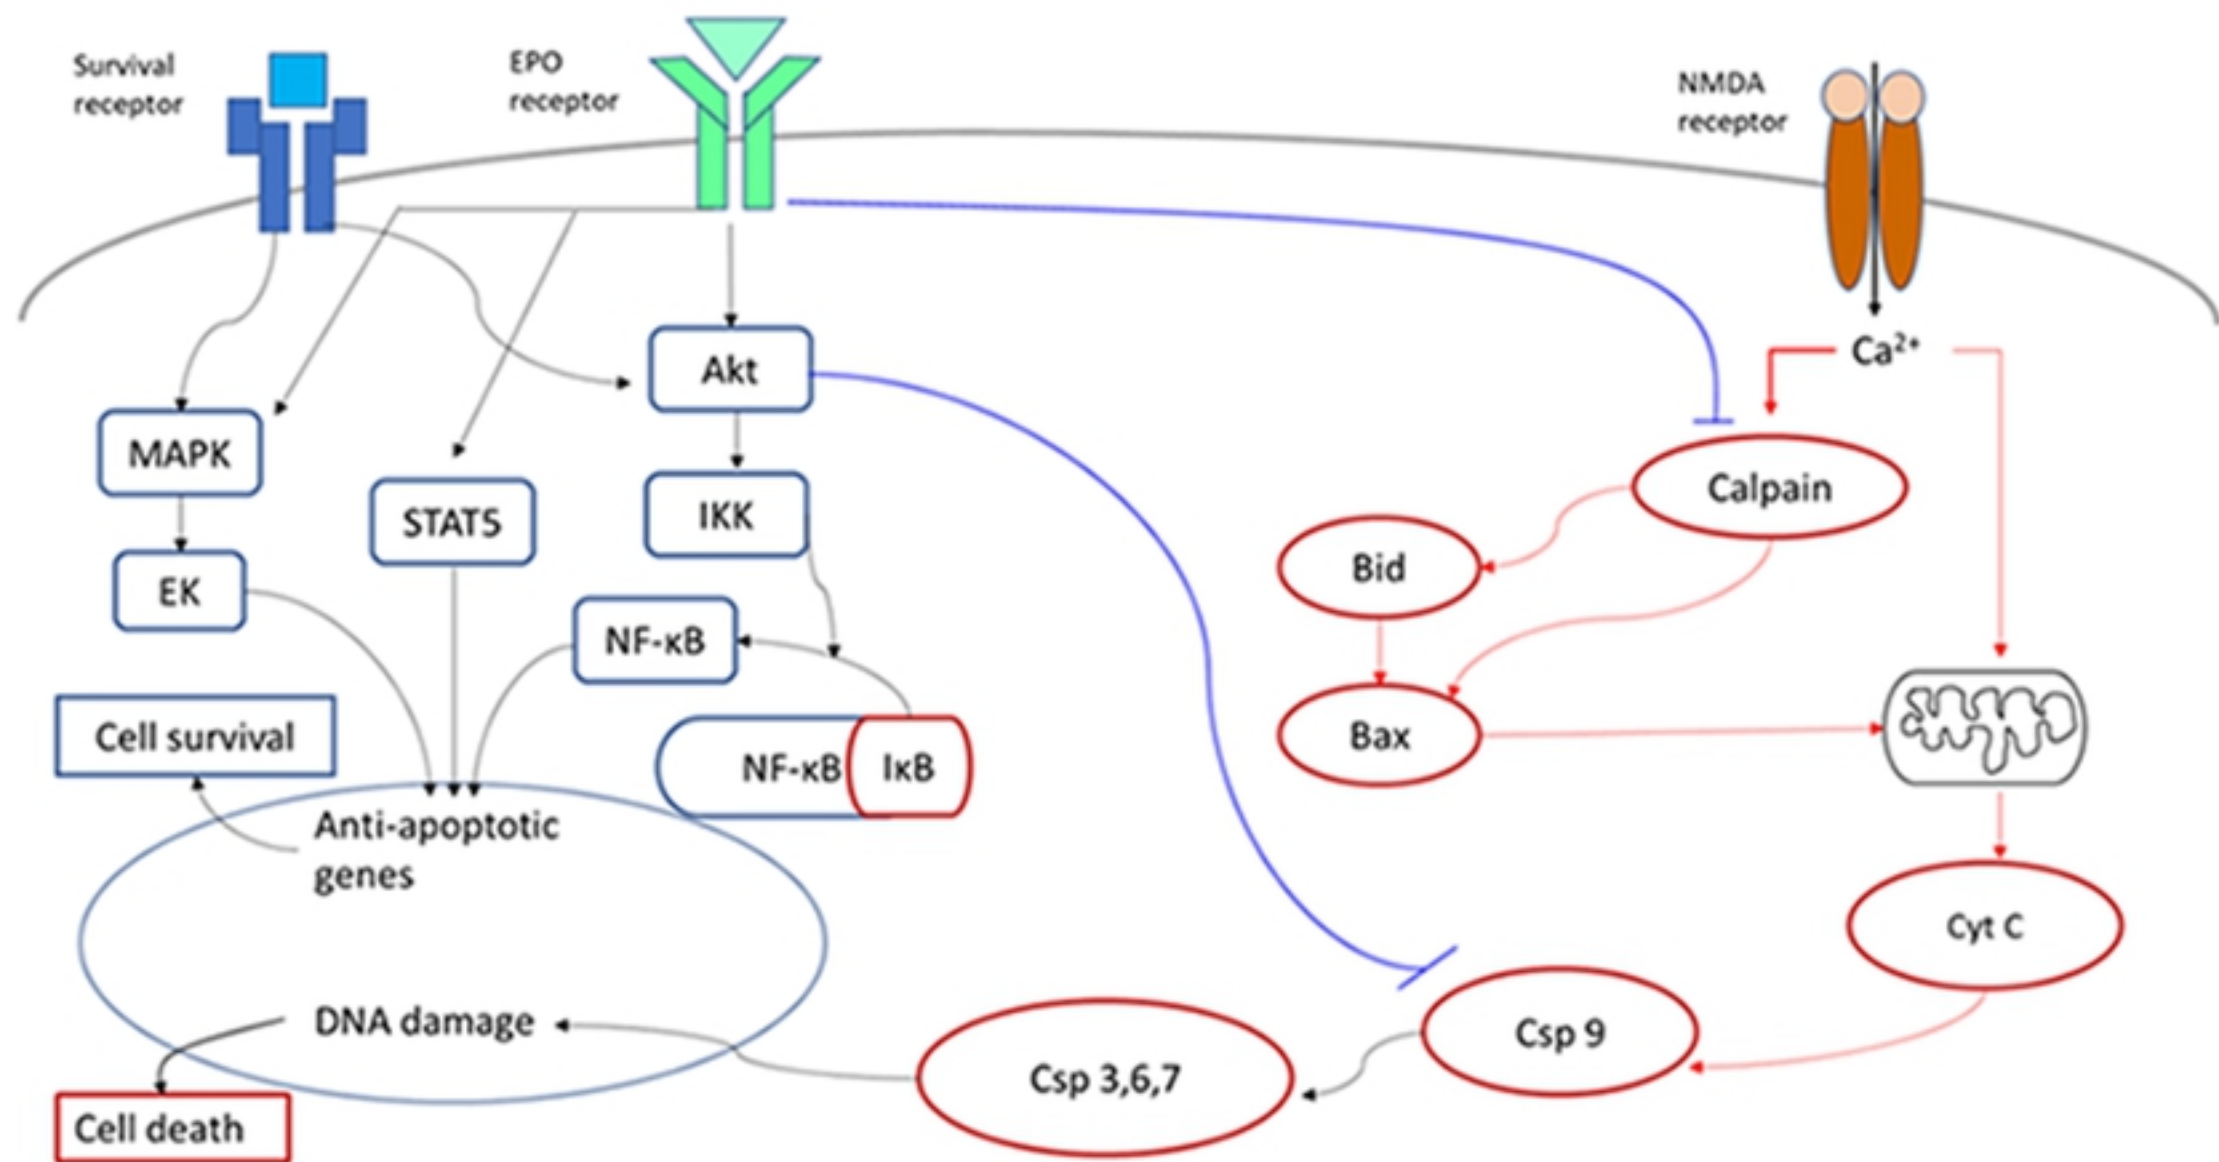 Survival
receptor
EPO
receptor
NMDA
receptor
Ca²⁺
Akt
MAPK
STAT5
IKK
Calpain
EK
Bid
NF-κB
Cell survival
Bax
NF-κB
IκB
Anti-apoptotic
genes
Cyt C
DNA damage
Csp 9
Csp 3,6,7
Cell death